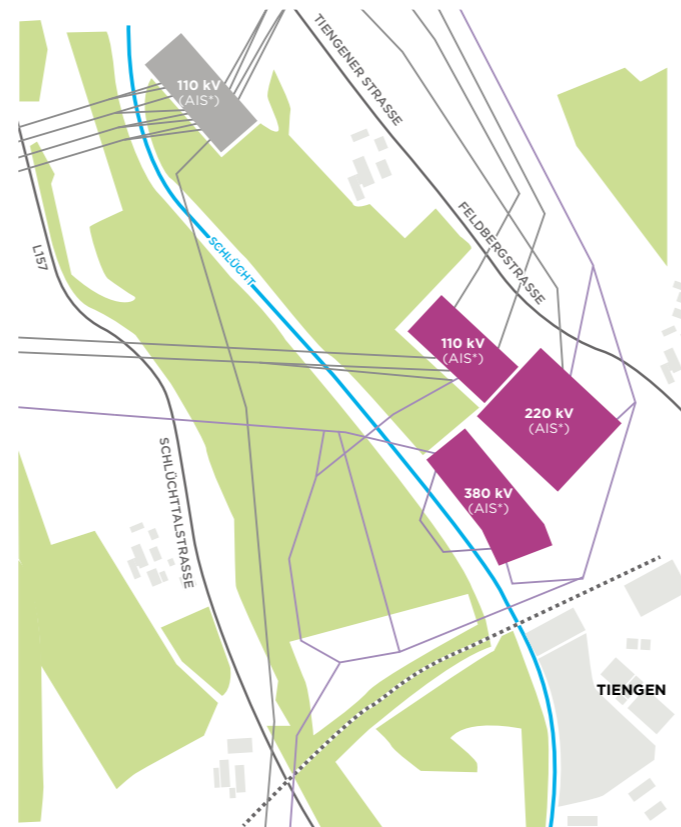 110 kV
(AIS*)
TIENGENER STRASSE
FELDBERGSTRASSE
L157
SCHLÜCHT
110 kV
(AIS*)
220 kV
(AIS*)
380 kV
(AIS*)
SCHLÜCHTTALSTRASSE
TIENGEN